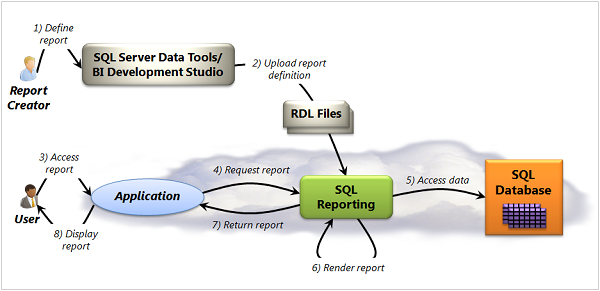 1) Define
report
SQL Server Data Tools/
BI Development Studio
2) Upload report
definition
Report
Creator
RDL Files
3) Access
report
4) Request report
5) Access data
SQL
Database
Application
SQL
Reporting
User
7) Return report
8) Display
report
6) Render report